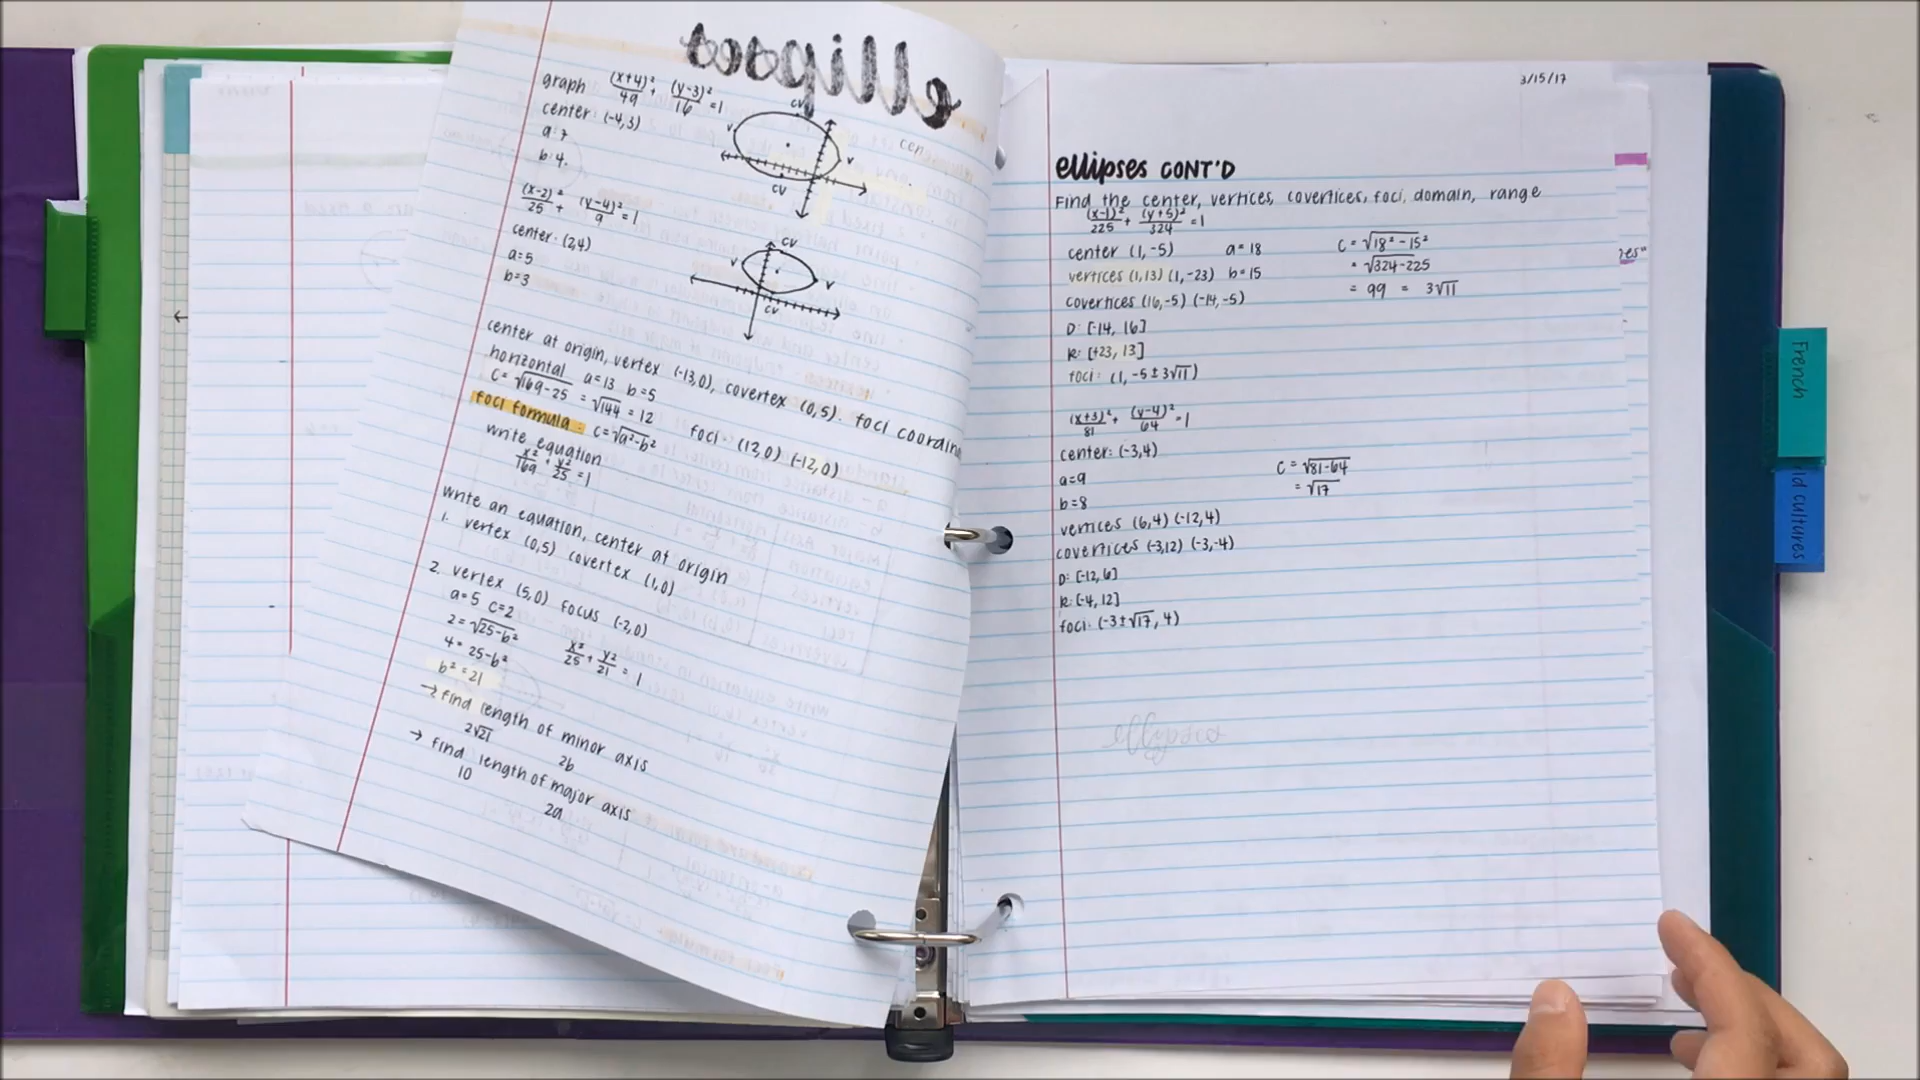 ellipses
graph (x+4)²/49 + (y-3)²/16 = 1
center: (-4,3)
a: 7
b: 4.
cv
v
v
cv
(x-2)²/25 + (y-4)²/9 = 1
center: (2,4)
a=5
b=3
cv
v
v
cv
center at origin, vertex (-13,0), covertex (0,5). foci
horizontal a=13 b=5
c = √169-25 = √144 = 12
foci: (12,0) (-12,0)
foci formula: c=√a²-b²
write equation
x²/169 + y²/25 = 1
write an equation, center at origin
1. vertex (0,5) covertex (1,0)
2. vertex (5,0) focus (-2,0)
a=5 c=2
2=√25-b²
4=25-b²
x²/25 + y²/21 = 1
b²=21
→ find length of minor axis
2√21
2b
→ find length of major axis
10
2a
3/15/17
ellipses CONT'D
Find the center, vertices, covertices, foci, domain, range
(x-1)²/225 + (y+5)²/324 = 1
center (1,-5) a=18 c=√18²-15²
vertices (1,13) (1,-23) b=15 =√324-225
covertices (16,-5) (-14,-5) = 99 = 3√11
D: [-14, 16]
R: [-23, 13]
foci: (1, -5±3√11)
(x+3)²/81 + (y-4)²/64 = 1
center: (-3,4)
c=√81-64
a=9
=√17
b=8
vertices (6,4) (-12,4)
covertices (-3,12) (-3,-4)
D: [-12,6]
R: [-4,12]
foci: (-3±√17, 4)
ellipses
French
d cultures